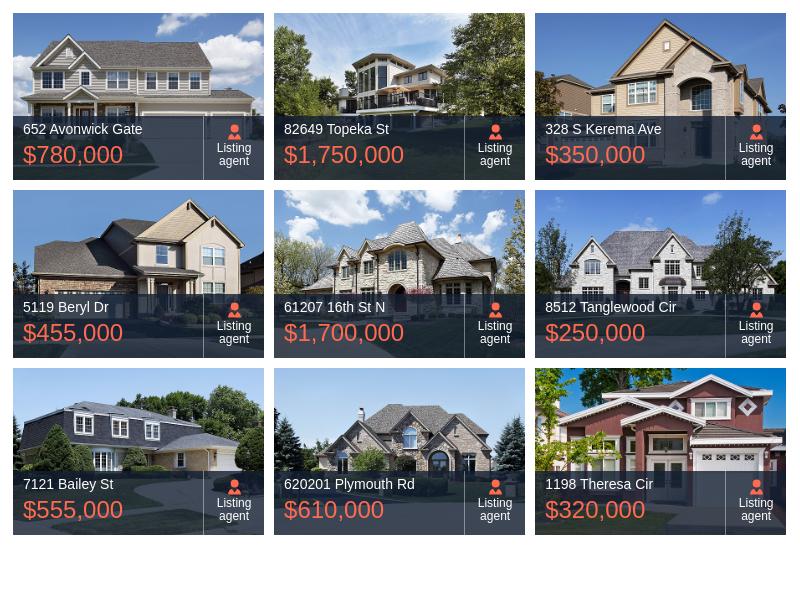 652 Avonwick Gate
$780,000
Listing
agent
82649 Topeka St
$1,750,000
Listing
agent
328 S Kerema Ave
$350,000
Listing
agent
5119 Beryl Dr
$455,000
Listing
agent
61207 16th St N
$1,700,000
Listing
agent
8512 Tanglewood Cir
$250,000
Listing
agent
7121 Bailey St
$555,000
Listing
agent
620201 Plymouth Rd
$610,000
Listing
agent
1198 Theresa Cir
$320,000
Listing
agent